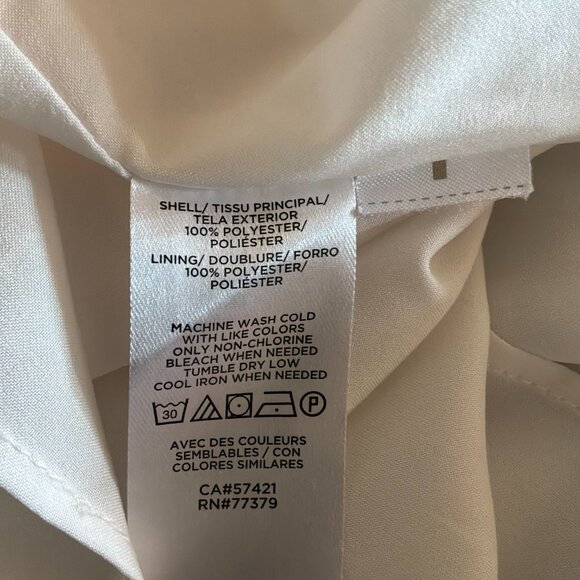 SHELL/ TISSU PRINCIPAL/
TELA EXTERIOR
100% POLYESTER/
POLIÉSTER
LINING/ DOUBLURE/ FORRO
100% POLYESTER/
POLIÉSTER
MACHINE WASH COLD
WITH LIKE COLORS
ONLY NON-CHLORINE
BLEACH WHEN NEEDED
TUMBLE DRY LOW
COOL IRON WHEN NEEDED
30 P
AVEC DES COULEURS
SEMBLABLES / CON
COLORES SIMILARES
CA#57421
RN#77379